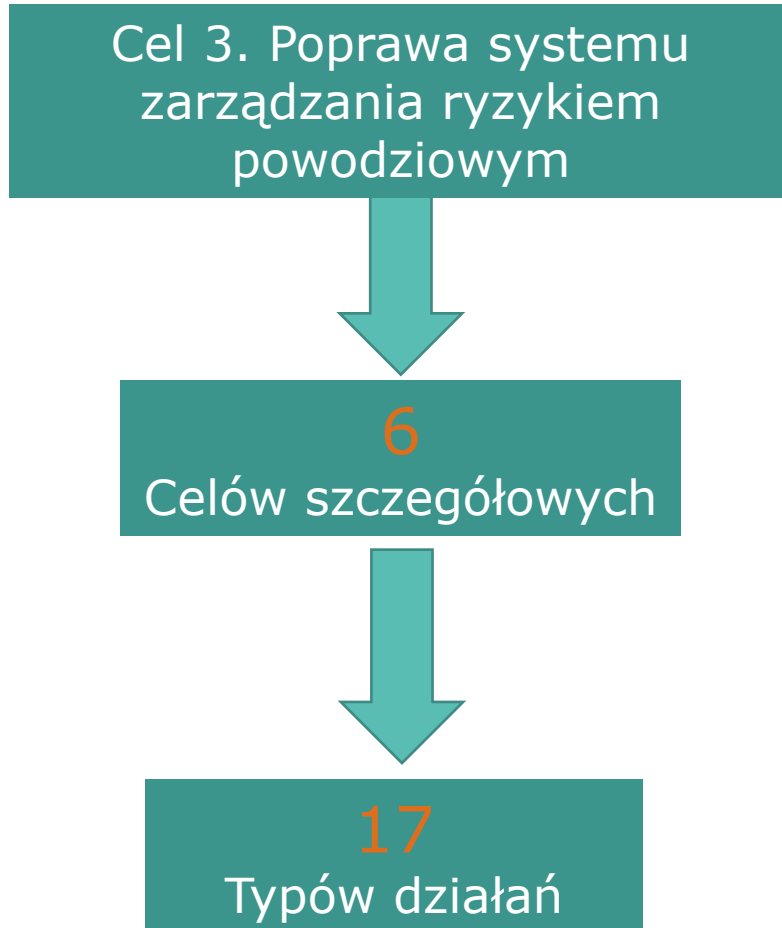 Cel 3. Poprawa systemu
zarządzania ryzykiem
powodziowym
6
Celów szczegółowych
17
Typów działań